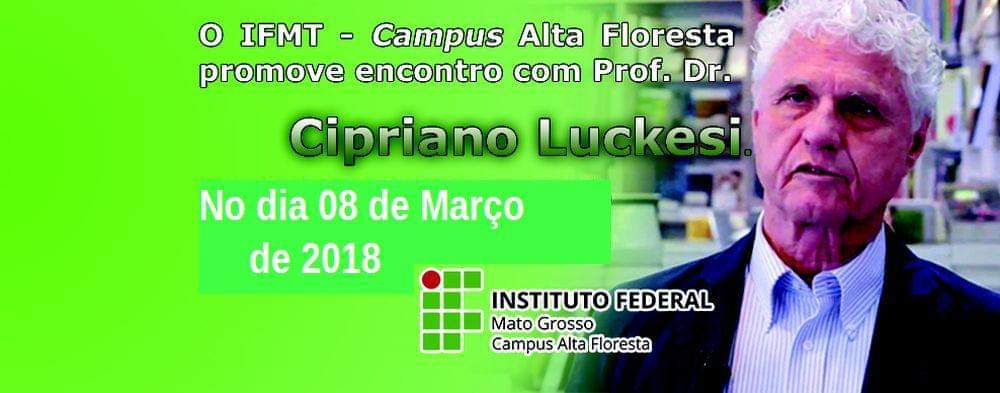 O IFMT - Campus Alta Floresta
promove encontro com Prof. Dr.
Cipriano Luckesi.
No dia 08 de Março
de 2018
INSTITUTO FEDERAL
Mato Grosso
Campus Alta Floresta